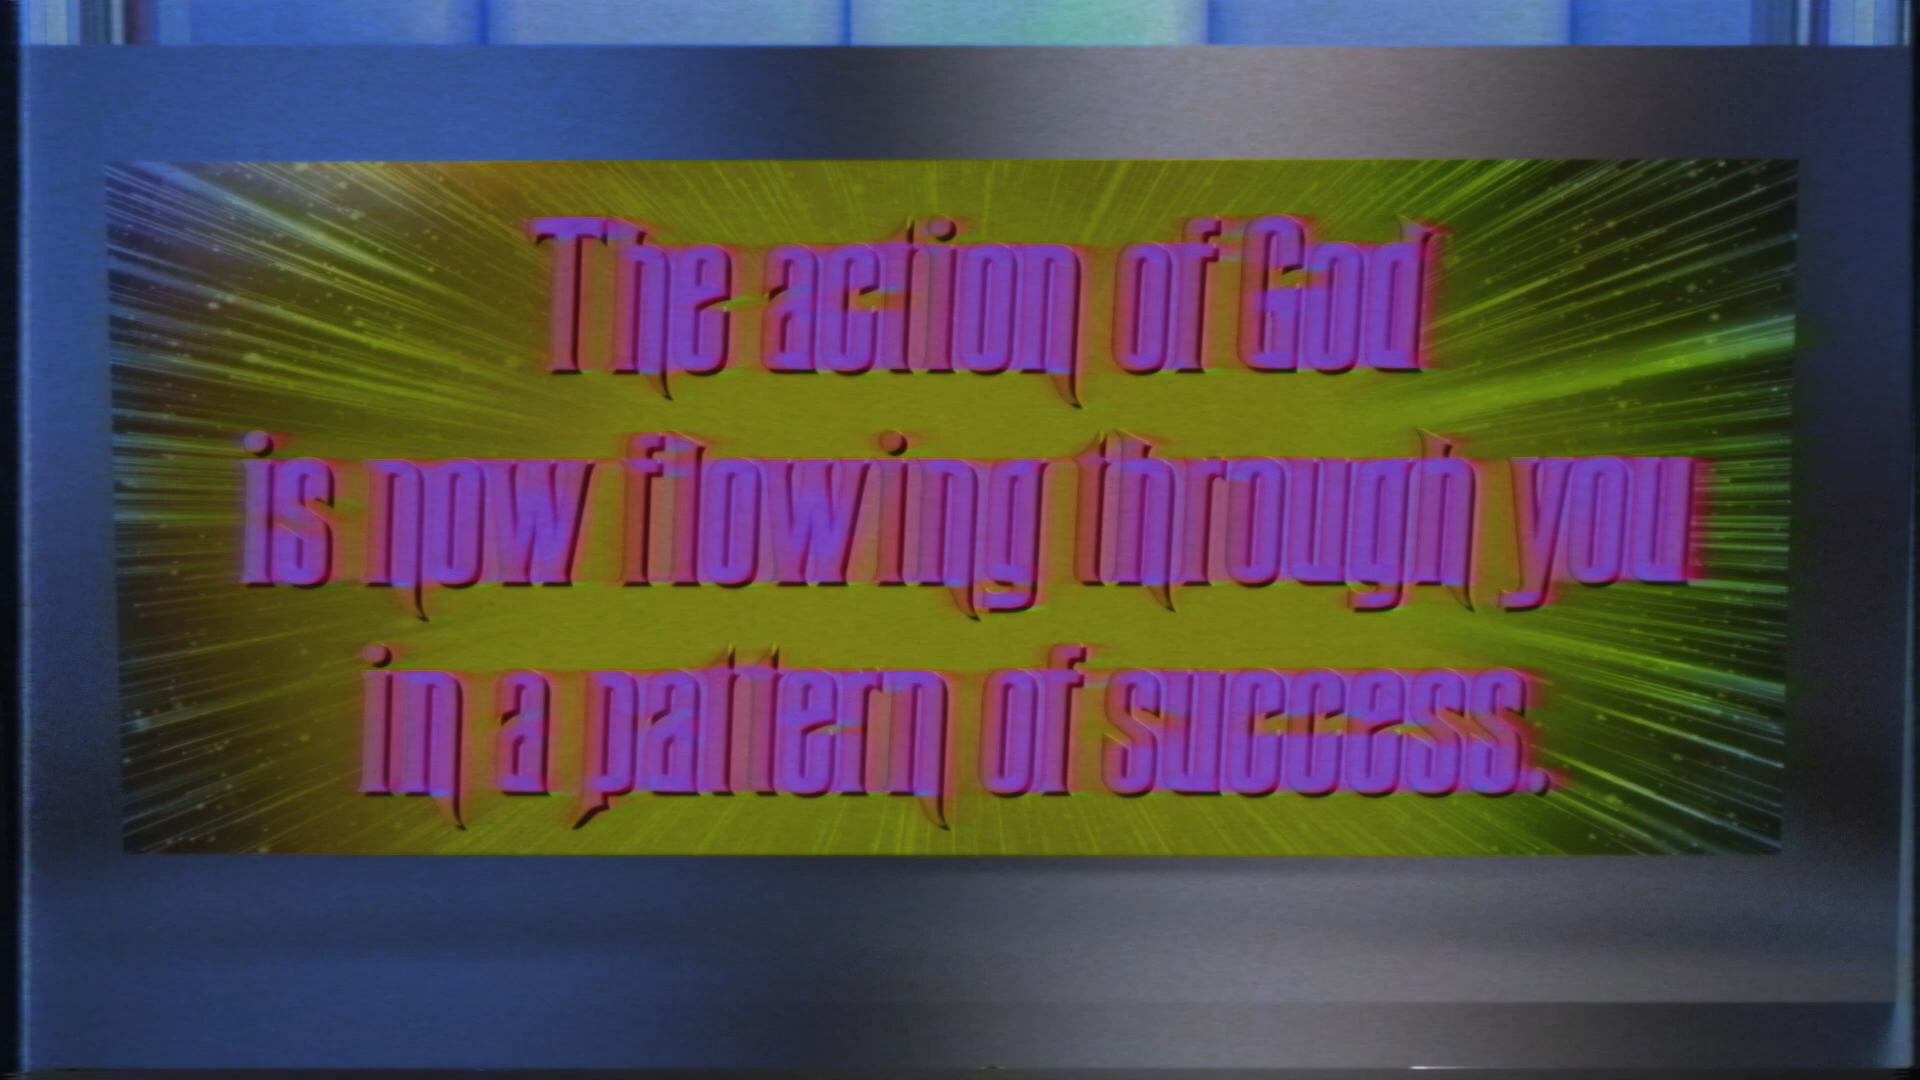 The action of God
is now flowing through you
in a pattern of success.